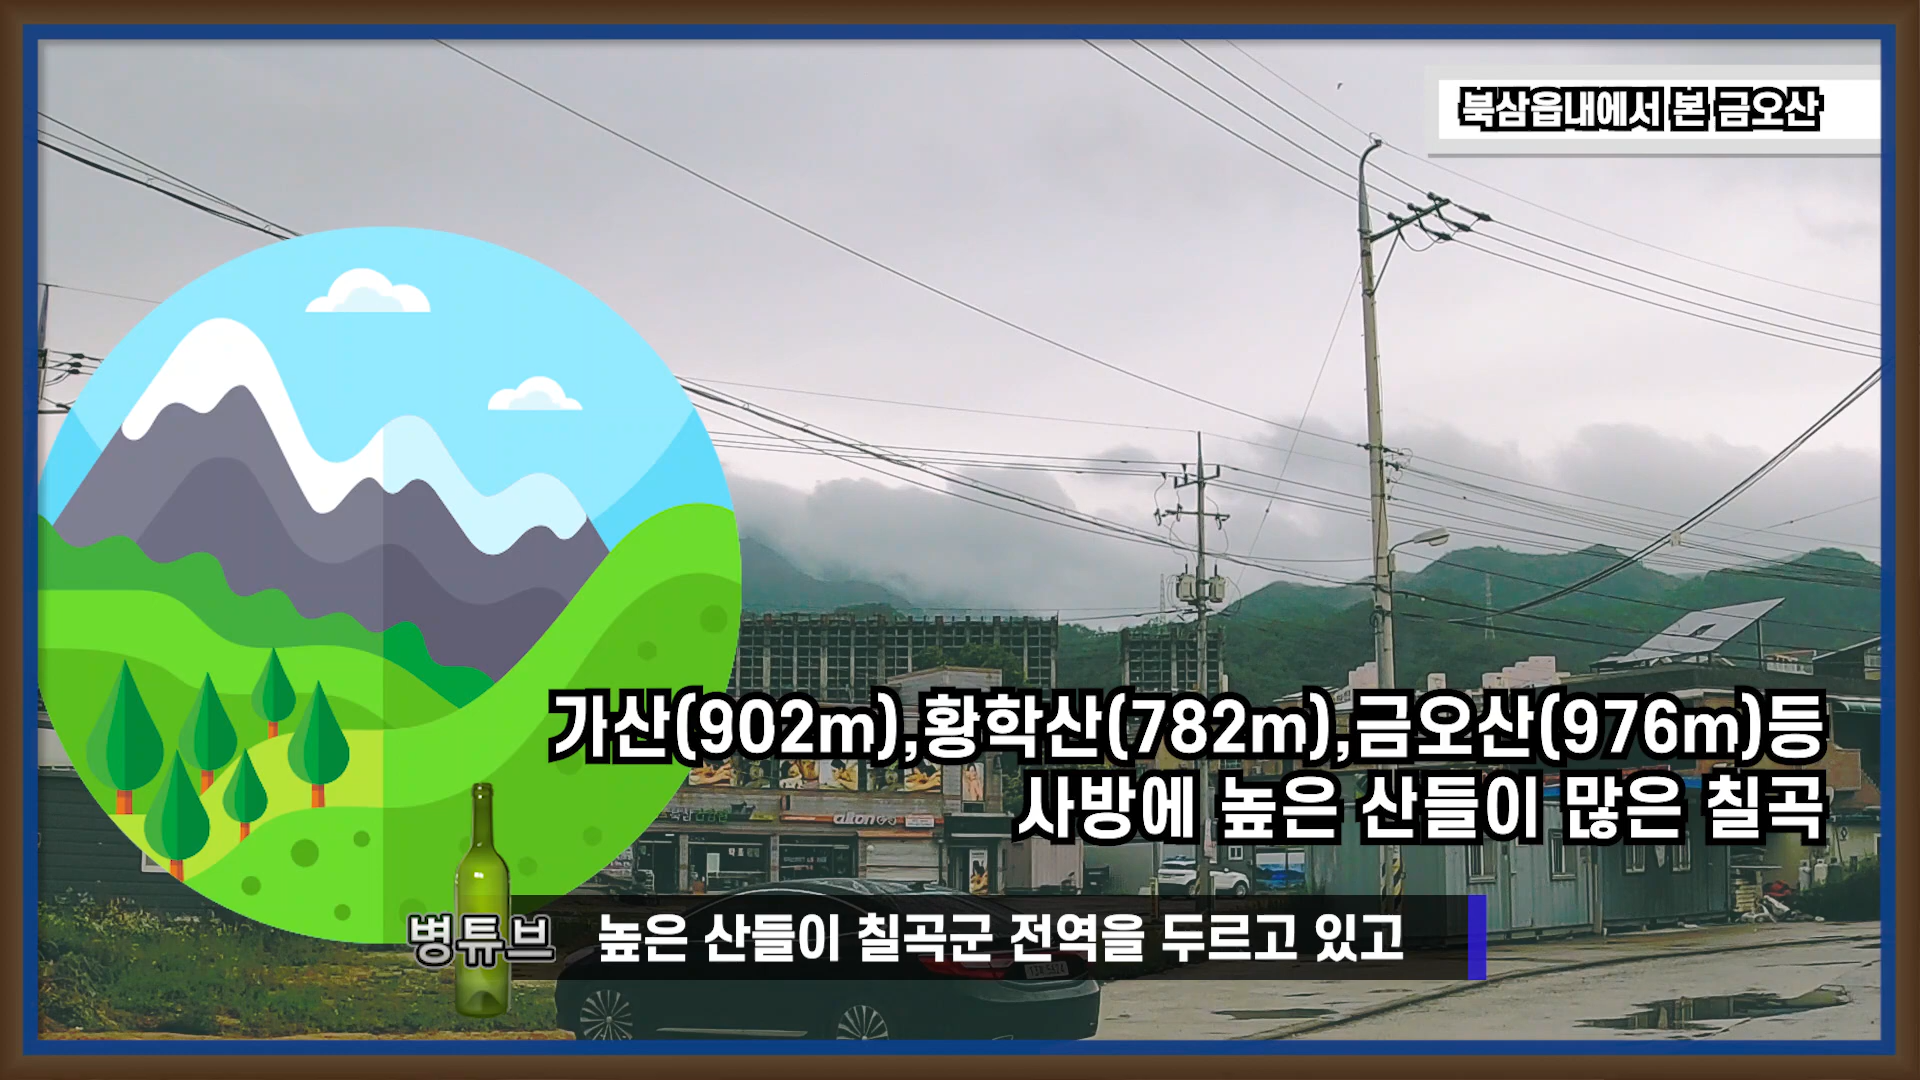 북삼읍내에서 본 금오산
가산(902m),황학산(782m),금오산(976m)등
사방에 높은 산들이 많은 칠곡
allonGO
병튜브
높은 산들이 칠곡군 전역을 두르고 있고